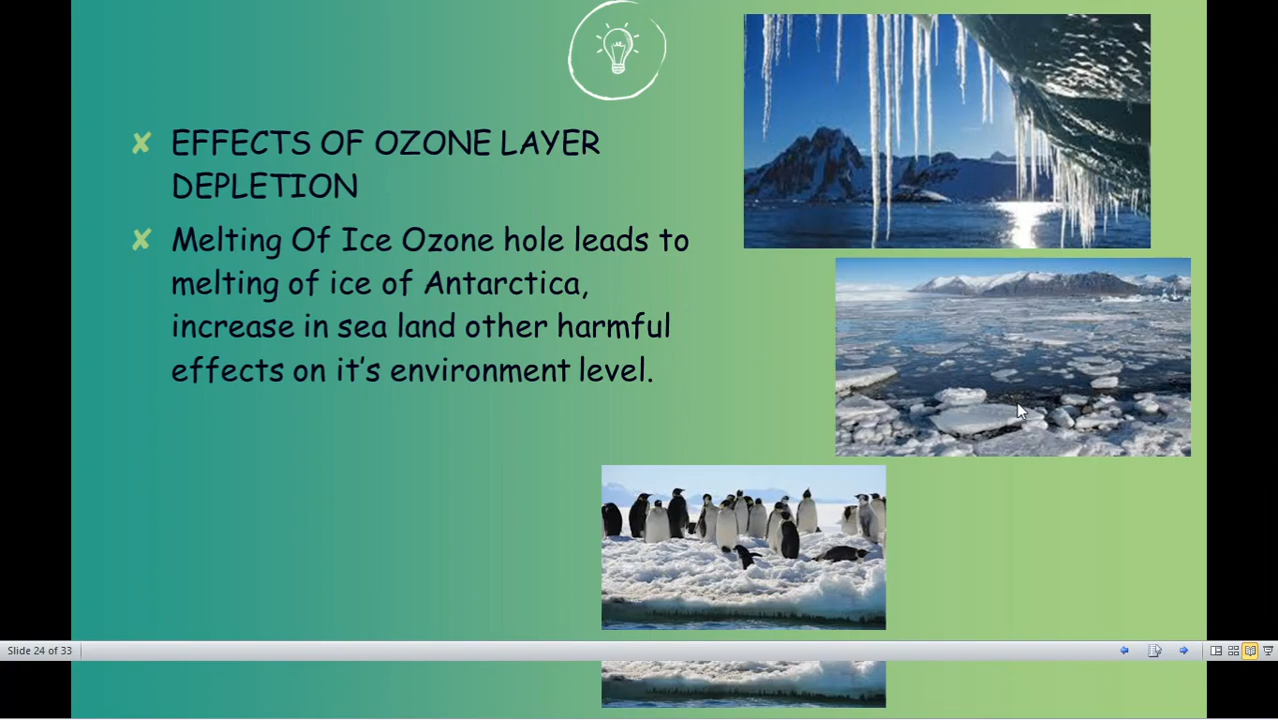 ✘ EFFECTS OF OZONE LAYER
DEPLETION
✘ Melting Of Ice Ozone hole leads to
melting of ice of Antarctica,
increase in sea land other harmful
effects on it’s environment level.
Slide 24 of 33